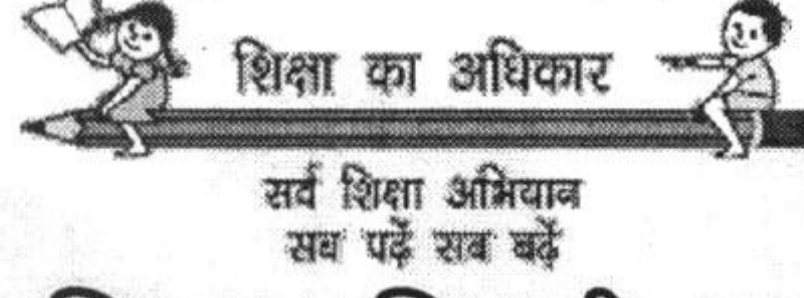 शिक्षा का अधिकार
सर्व शिक्षा अभियान
सब पढ़ें सब बढ़ें